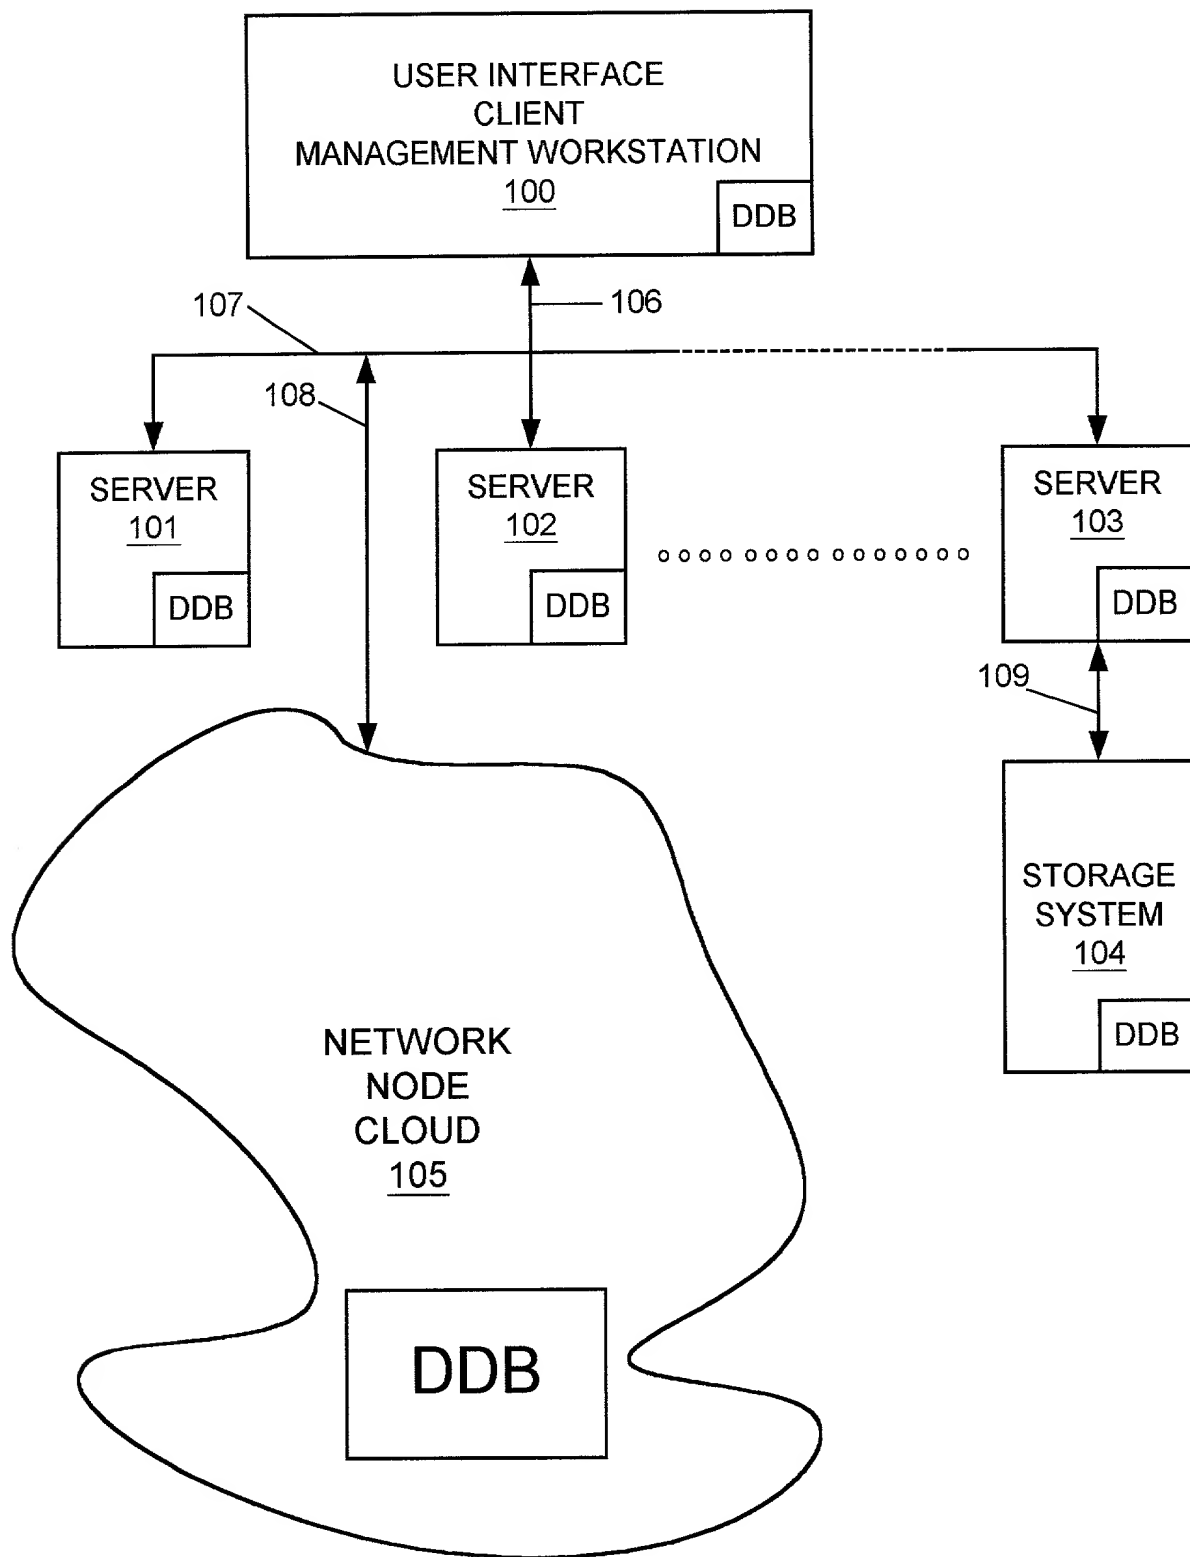 USER INTERFACE
CLIENT
MANAGEMENT WORKSTATION
100
DDB
106
107
108
SERVER
101
DDB
SERVER
102
DDB
SERVER
103
DDB
109
STORAGE
SYSTEM
104
DDB
NETWORK
NODE
CLOUD
105
DDB